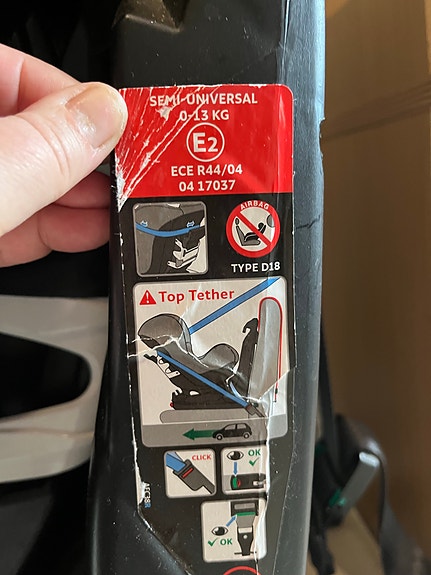 SEMI-UNIVERSAL
0-13 KG
E2
ECE R44/04
04 17037
AIRBAG
TYPE D18
Top Tether
CLICK
OK
OK